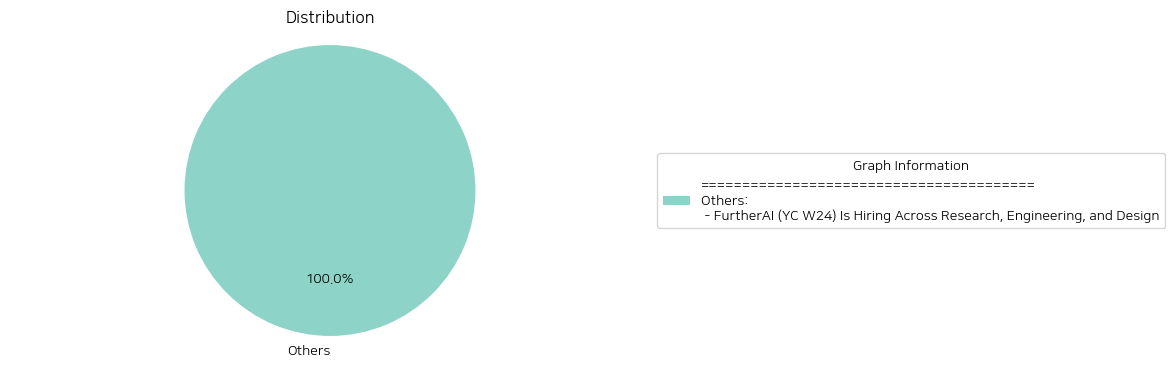 Distribution
100.0%
Others
Graph Information
========================================
Others:
- FurtherAI (YC W24) Is Hiring Across Research, Engineering, and Design